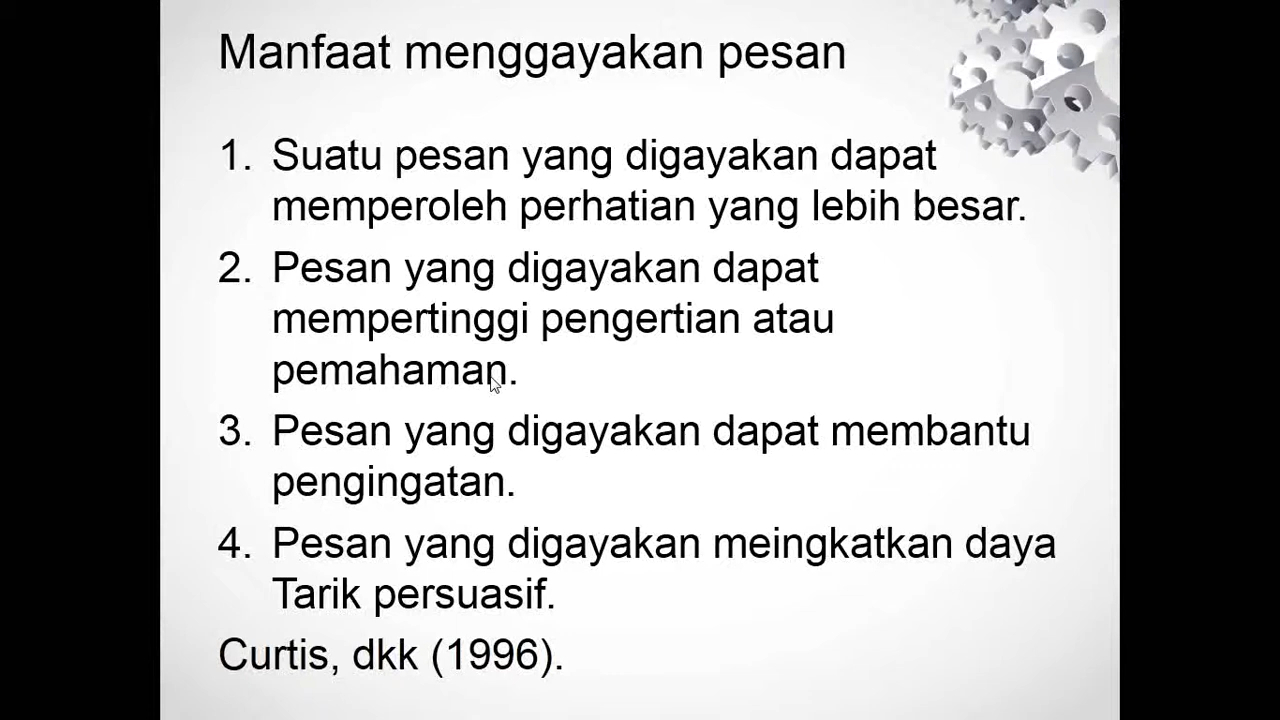 Manfaat menggayakan pesan
1. Suatu pesan yang digayakan dapat
memperoleh perhatian yang lebih besar.
2. Pesan yang digayakan dapat
mempertinggi pengertian atau
pemahaman.
3. Pesan yang digayakan dapat membantu
pengingatan.
4. Pesan yang digayakan meingkatkan daya
Tarik persuasif.
Curtis, dkk (1996).